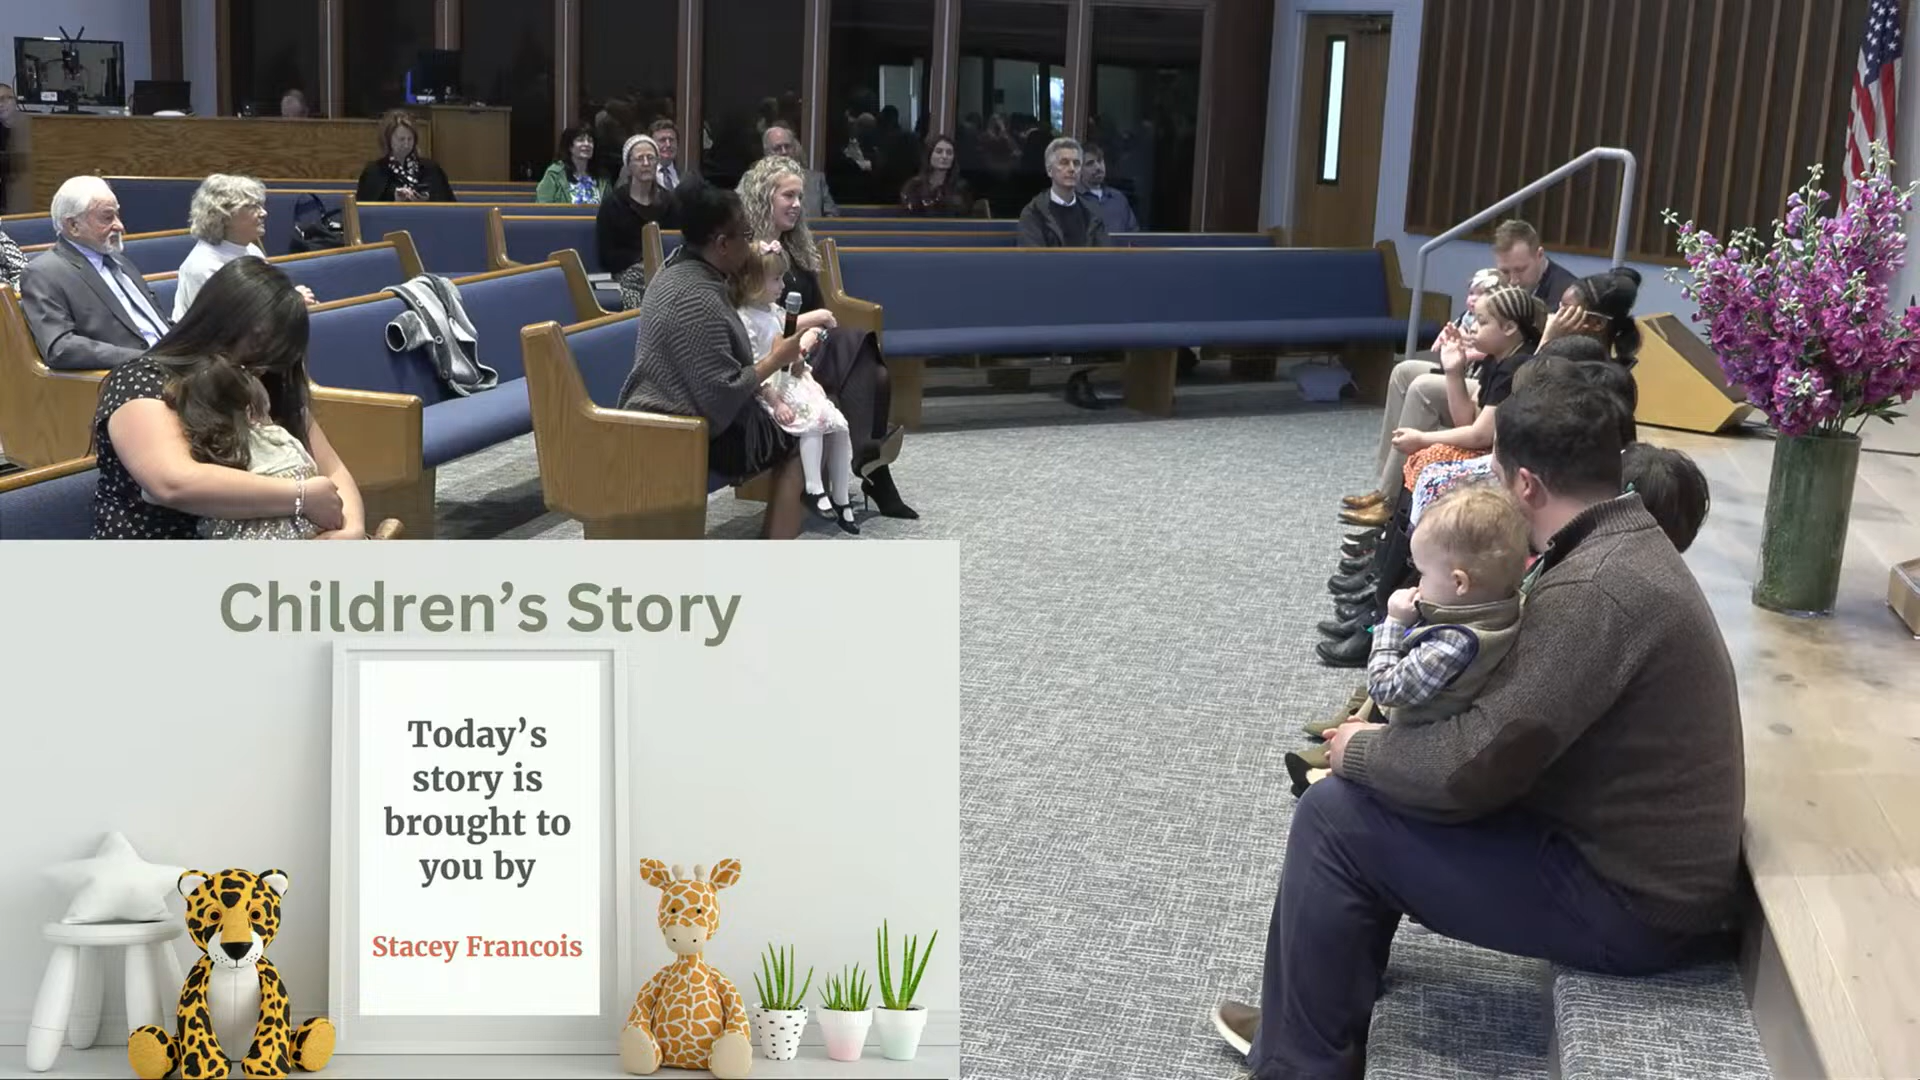 Children's Story
Today's
story is
brought to
you by
Stacey Francois